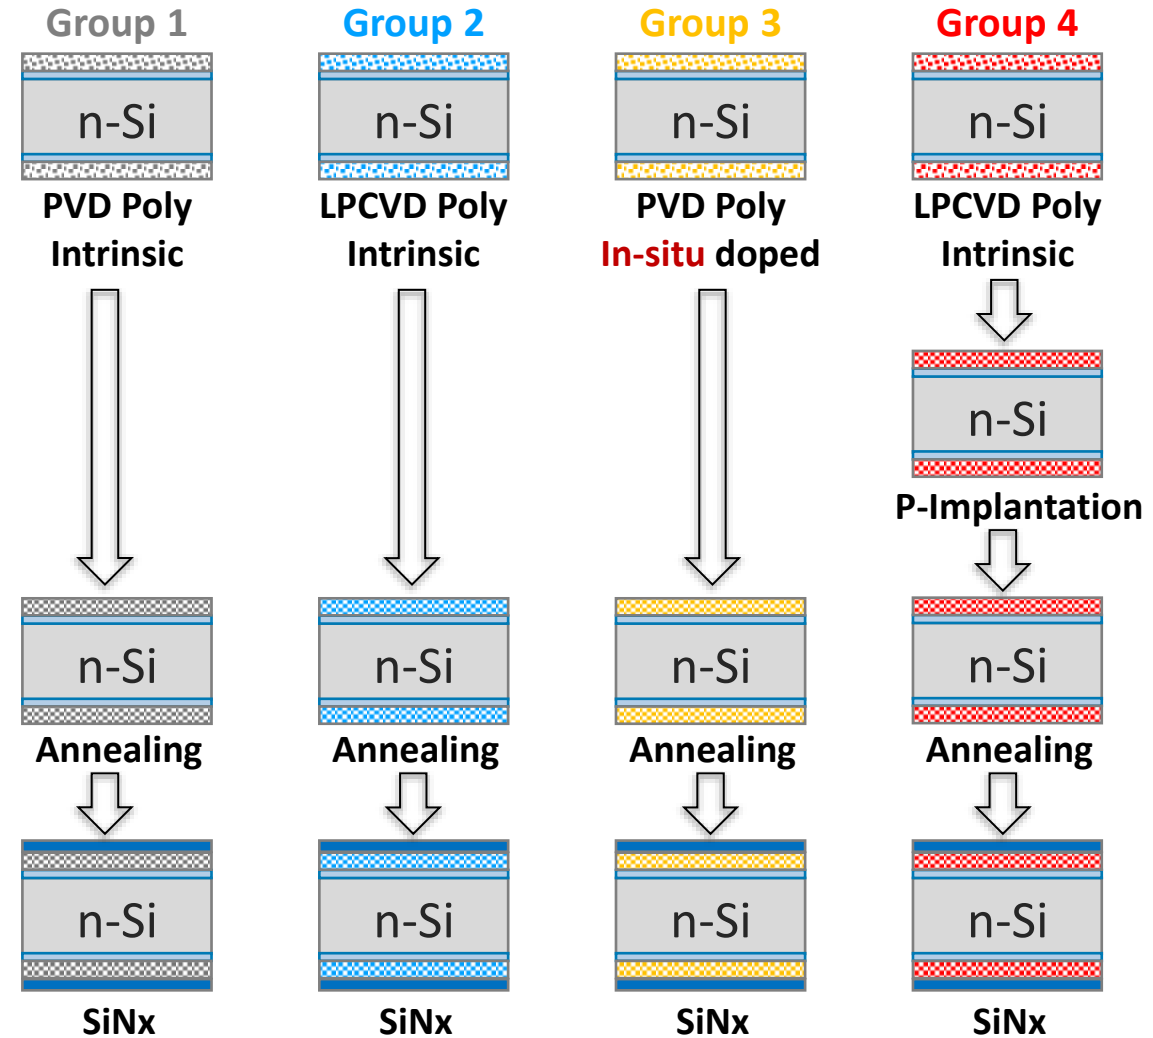 Group 1
Group 2
Group 3
Group 4
n-Si
n-Si
n-Si
n-Si
PVD Poly
LPCVD Poly
PVD Poly
LPCVD Poly
Intrinsic
Intrinsic
In-situ doped
Intrinsic
n-Si
P-Implantation
n-Si
n-Si
n-Si
n-Si
Annealing
Annealing
Annealing
Annealing
n-Si
n-Si
n-Si
n-Si
SiNx
SiNx
SiNx
SiNx